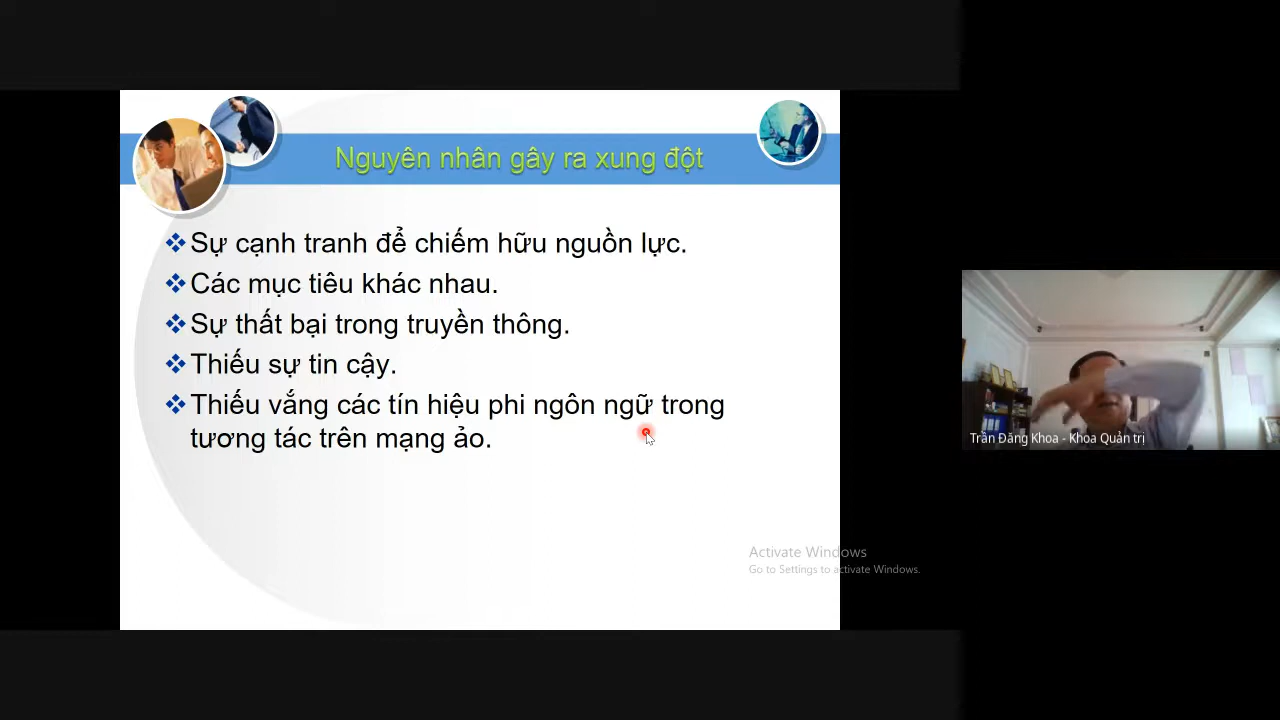 Nguyên nhân gây ra xung đột
Sự cạnh tranh để chiếm hữu nguồn lực.
Các mục tiêu khác nhau.
Sự thất bại trong truyền thông.
Thiếu sự tin cậy.
Thiếu vắng các tín hiệu phi ngôn ngữ trong
tương tác trên mạng ảo.
Activate Windows
Go to Settings to activate Windows.
Trần Đăng Khoa - Khoa Quản trị